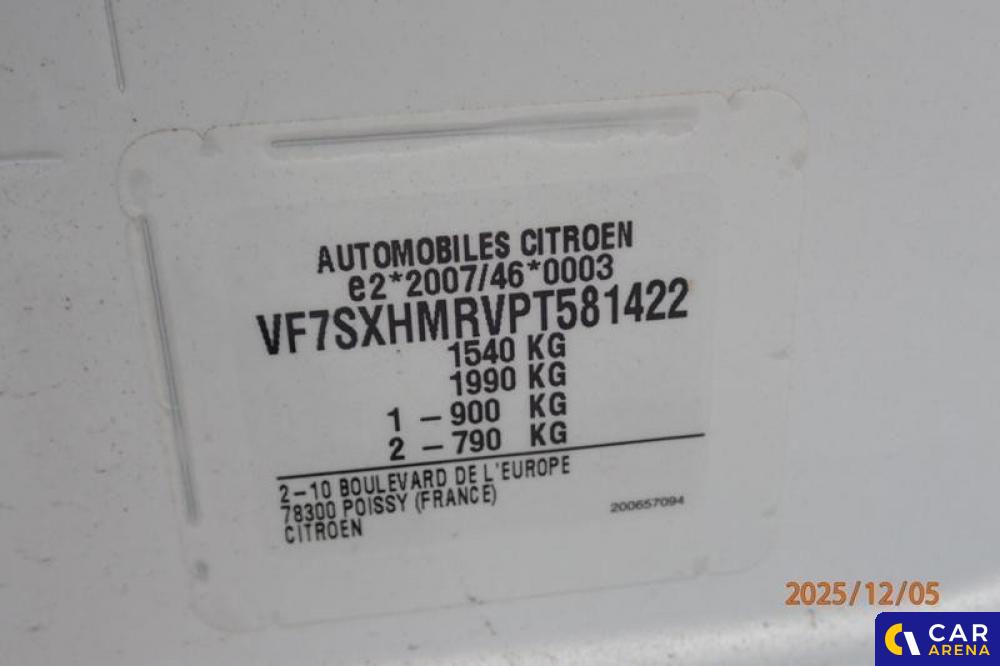 AUTOMOBILES CITROEN
e2*2007/46*0003
VF7SXHMRVPT581422
1540 KG
1990 KG
1 – 900 KG
2 – 790 KG
2–10 BOULEVARD DE L'EUROPE
78300 POISSY (FRANCE)
CITROEN
200657094
2025/12/05
CAR
ARENA